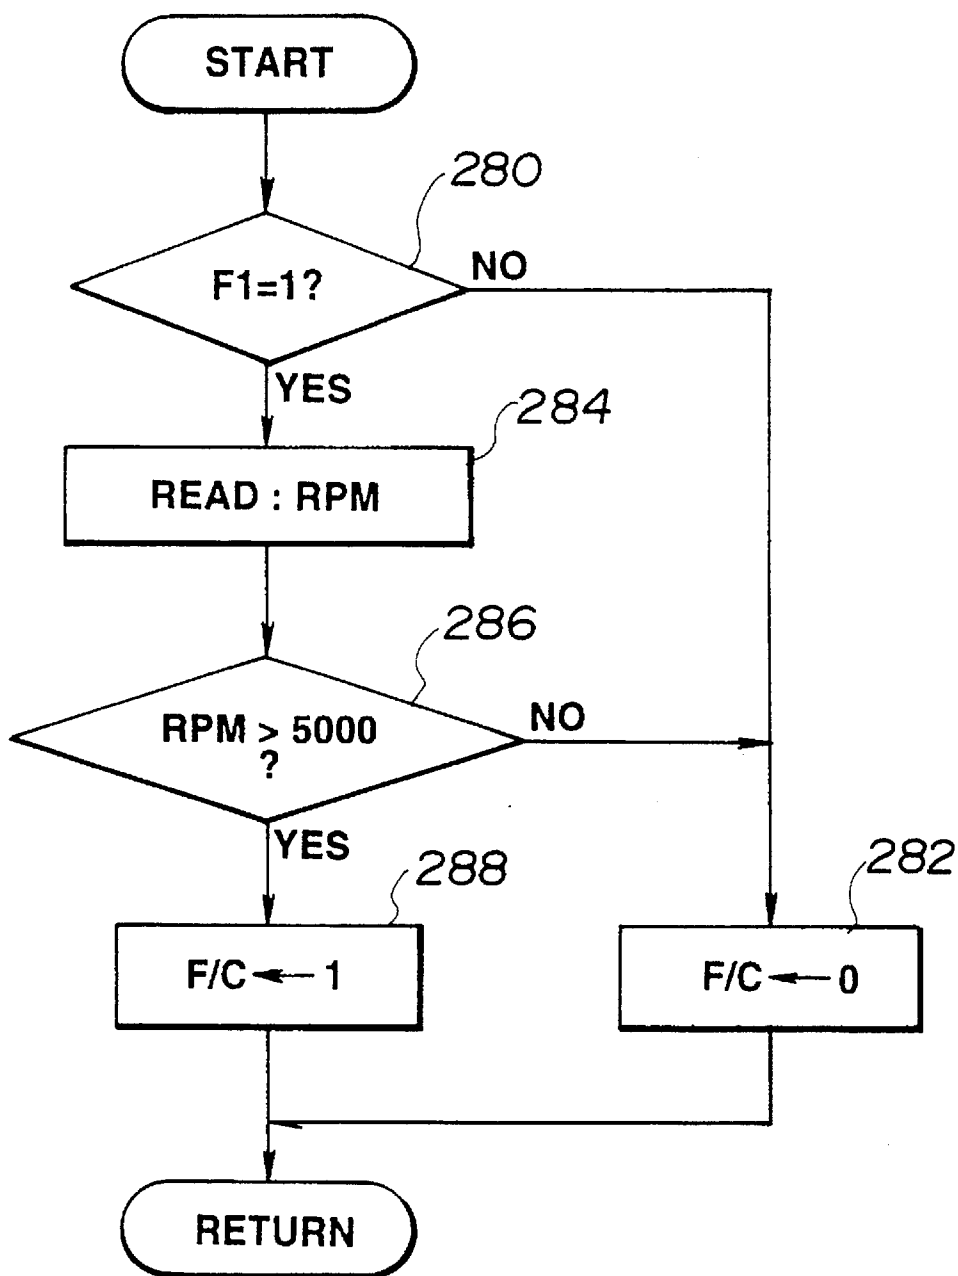 START
280
F1=1?
NO
YES
284
READ : RPM
286
RPM > 5000
?
NO
YES
288
282
F/C ← 1
F/C ← 0
RETURN